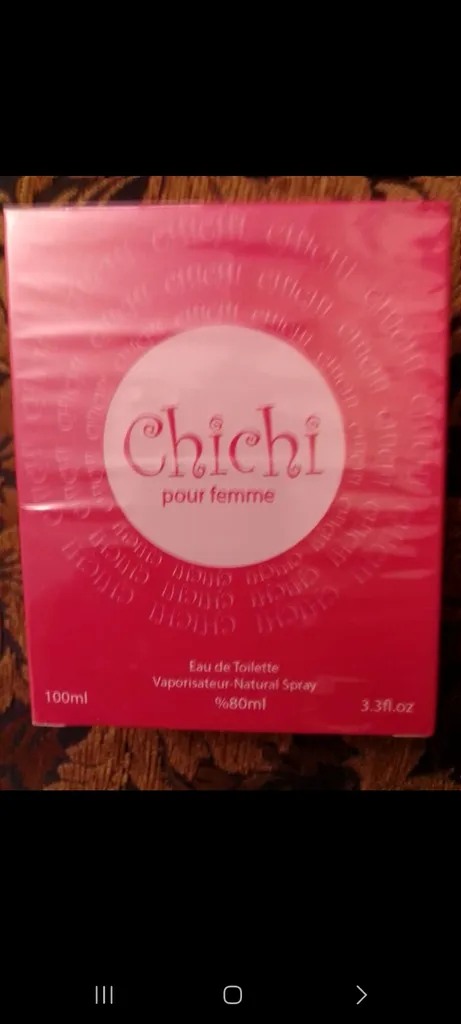 Chichi
pour femme
Eau de Toilette
Vaporisateur-Natural Spray
100ml
%80ml
3.3fl.oz